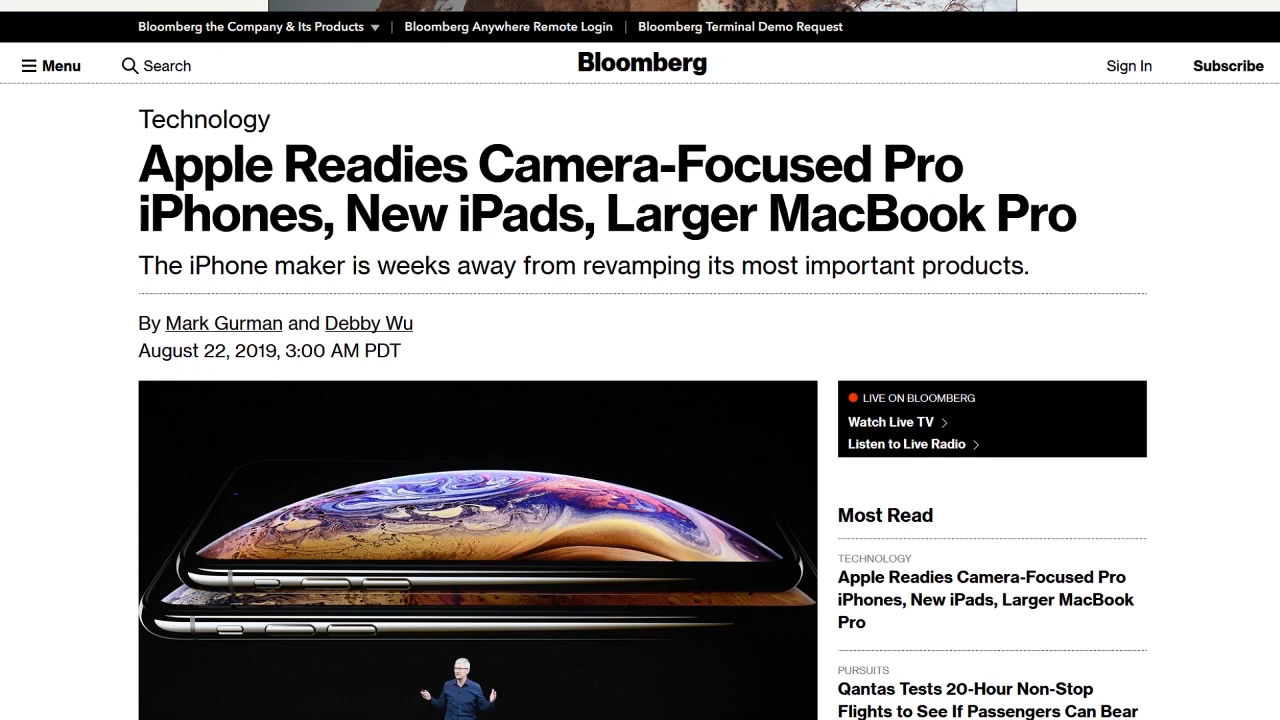 Bloomberg the Company & Its Products
Bloomberg Anywhere Remote Login
Bloomberg Terminal Demo Request
Menu
Search
Bloomberg
Sign In
Subscribe
Technology
Apple Readies Camera-Focused Pro
iPhones, New iPads, Larger MacBook Pro
The iPhone maker is weeks away from revamping its most important products.
By Mark Gurman and Debby Wu
August 22, 2019, 3:00 AM PDT
LIVE ON BLOOMBERG
Watch Live TV
Listen to Live Radio
Most Read
TECHNOLOGY
Apple Readies Camera-Focused Pro
iPhones, New iPads, Larger MacBook
Pro
PURSUITS
Qantas Tests 20-Hour Non-Stop
Flights to See If Passengers Can Bear